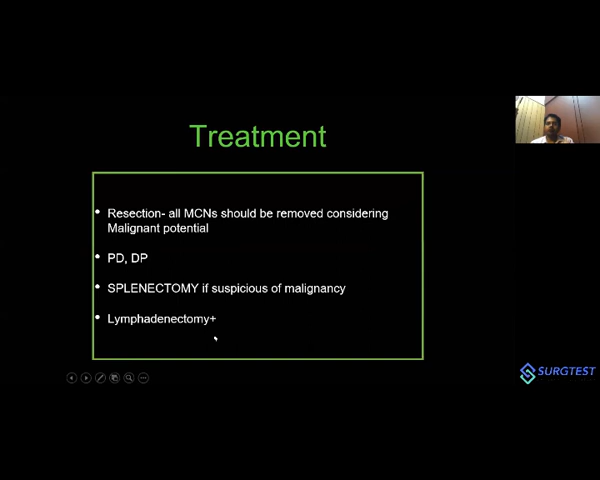 Treatment
• Resection- all MCNs should be removed considering
Malignant potential
• PD, DP
• SPLENECTOMY if suspicious of malignancy
• Lymphadenectomy+
SURGTEST